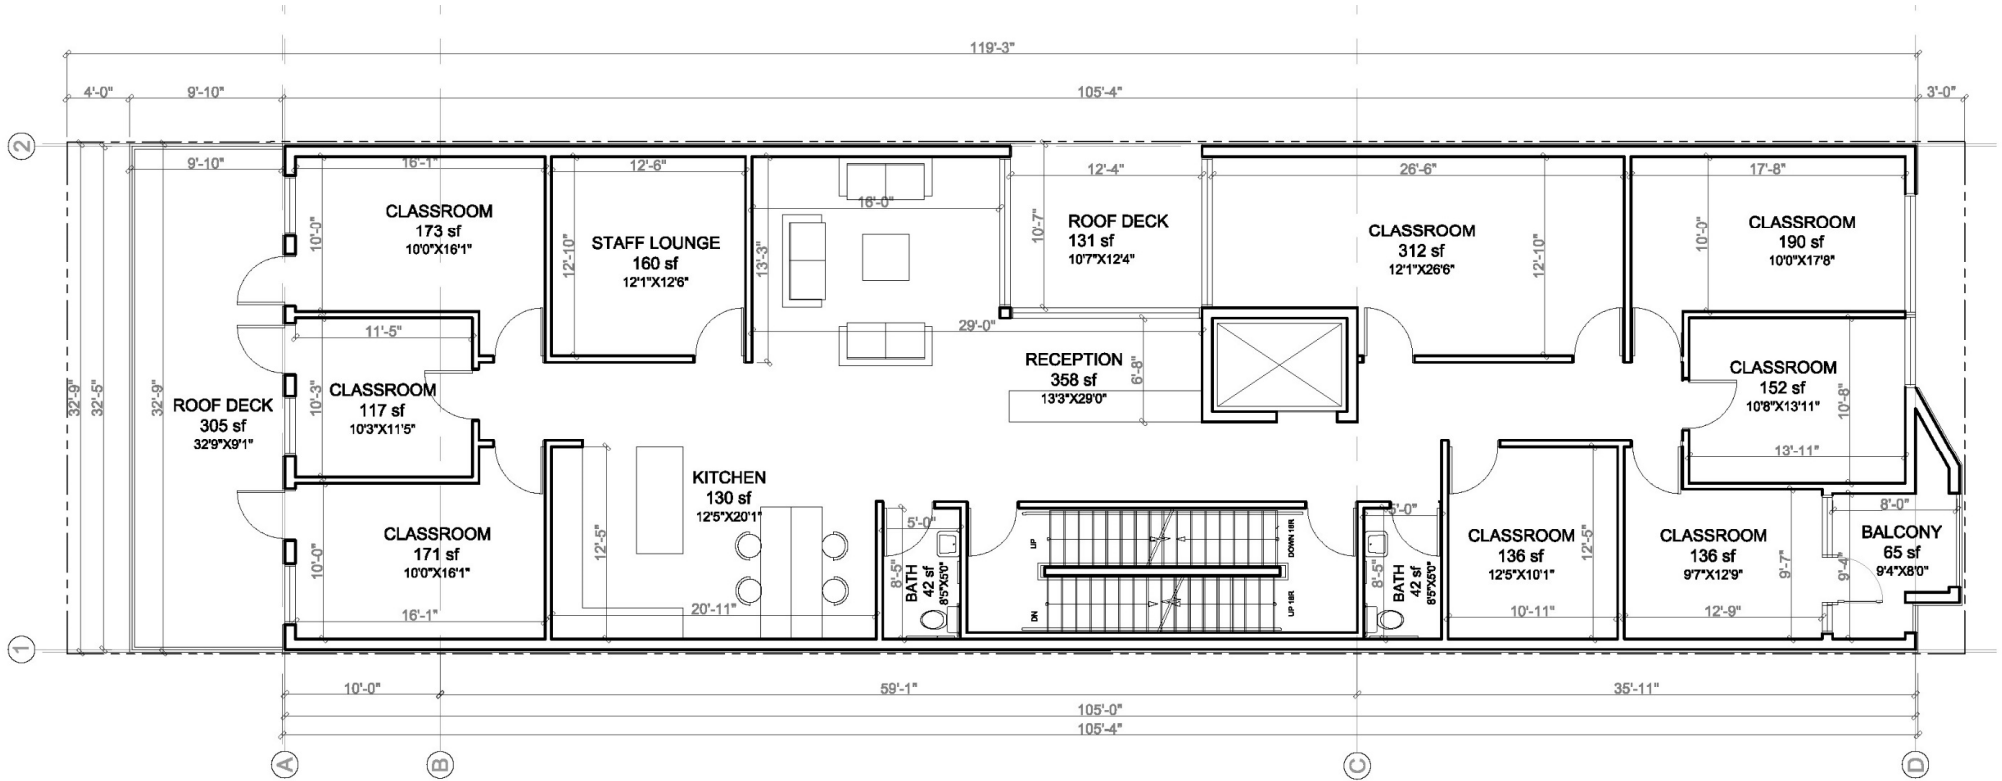 119'-3"
4'-0"
9'-10"
105'-4"
3'-0"
2
9'-10"
16'-1"
12'-6"
16'-0"
12'-4"
26'-6"
17'-8"
CLASSROOM
173 sf
10'0"X16'1"
10'-0"
STAFF LOUNGE
160 sf
12'1"X12'6"
12'-10"
13'-3"
10'-7"
ROOF DECK
131 sf
10'7"X12'4"
CLASSROOM
312 sf
12'1"X26'6"
12'-10"
10'-0"
CLASSROOM
190 sf
10'0"X17'8"
11'-5"
29'-0"
32'-9"
32'-5"
32'-9"
ROOF DECK
305 sf
32'9"X9'1"
10'-3"
CLASSROOM
117 sf
10'3"X11'5"
RECEPTION
358 sf
13'3"X29'0"
6'-8"
CLASSROOM
152 sf
10'8"X13'11"
10'-8"
13'-11"
KITCHEN
130 sf
12'5"X20'1"
12'-5"
20'-11"
CLASSROOM
171 sf
10'0"X16'1"
10'-0"
16'-1"
5'-0"
8'-5"
BATH
42 sf
8'5"X5'0"
UP
DN
DOWN 18R
UP 18R
5'-0"
8'-5"
BATH
42 sf
8'5"X5'0"
CLASSROOM
136 sf
12'5"X10'1"
12'-5"
10'-11"
CLASSROOM
136 sf
9'7"X12'9"
9'-7"
12'-9"
8'-0"
BALCONY
65 sf
9'4"X8'0"
9'-4"
1
10'-0"
59'-1"
35'-11"
105'-0"
105'-4"
A
B
C
D